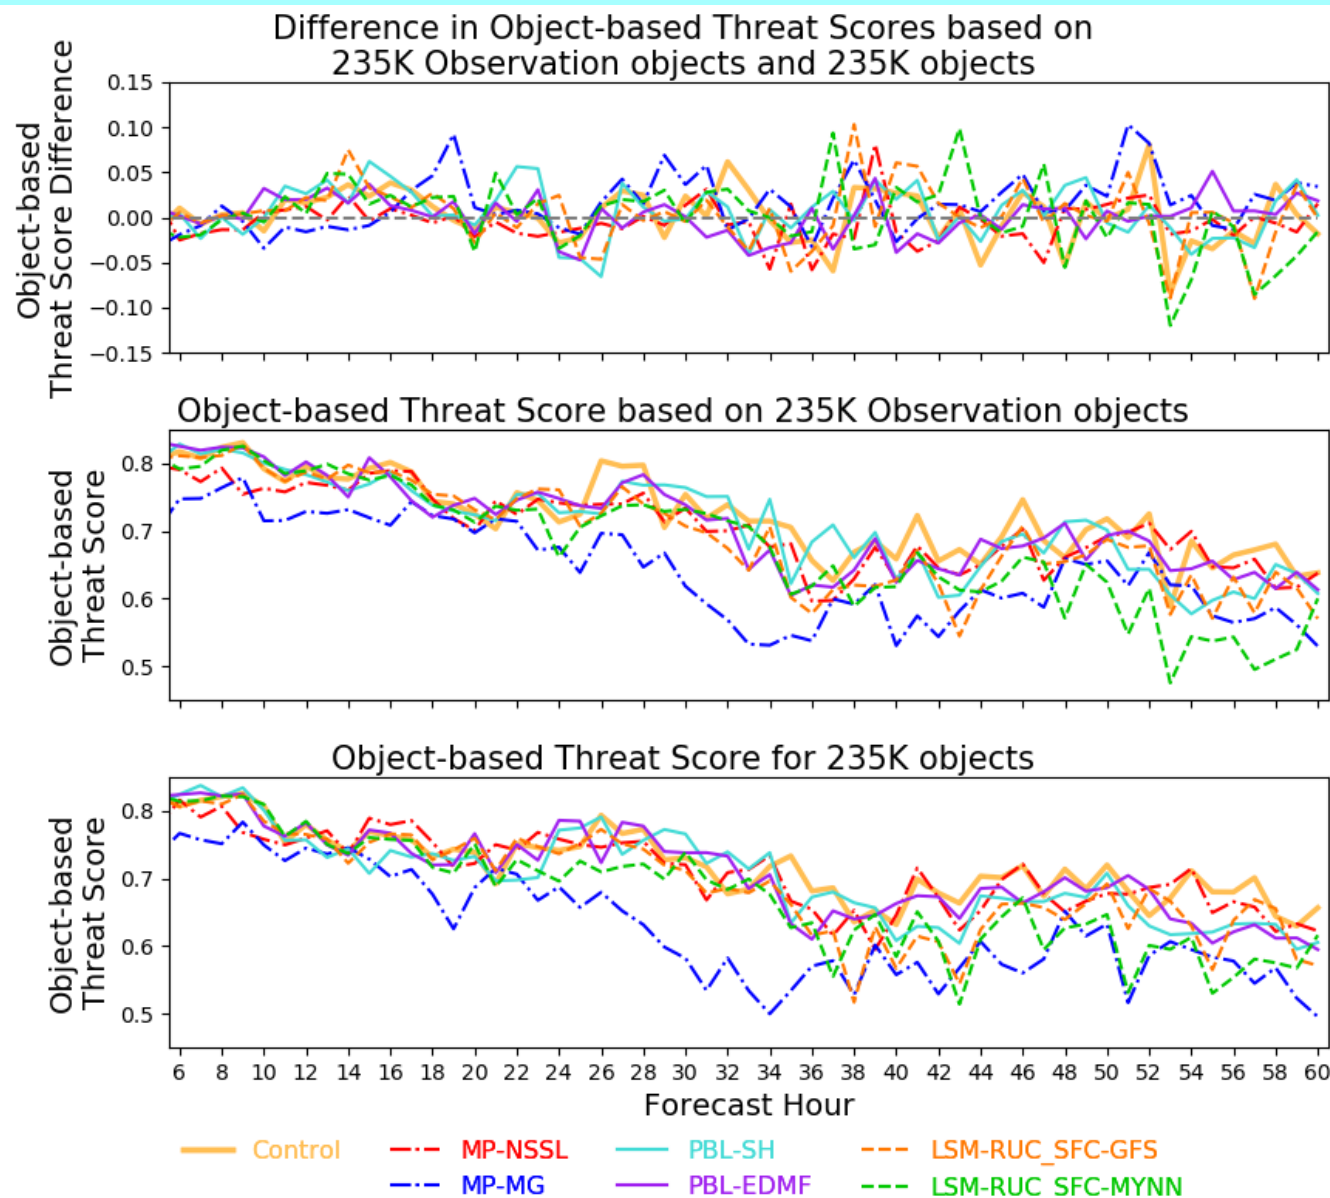 Difference in Object-based Threat Scores based on
235K Observation objects and 235K objects
Object-based
Threat Score Difference
0.15
0.10
0.05
0.00
−0.05
−0.10
−0.15
Object-based Threat Score based on 235K Observation objects
Object-based
Threat Score
0.8
0.7
0.6
0.5
Object-based Threat Score for 235K objects
Object-based
Threat Score
0.8
0.7
0.6
0.5
6 8 10 12 14 16 18 20 22 24 26 28 30 32 34 36 38 40 42 44 46 48 50 52 54 56 58 60
Forecast Hour
Control MP-NSSL PBL-SH LSM-RUC_SFC-GFS
MP-MG PBL-EDMF LSM-RUC_SFC-MYNN